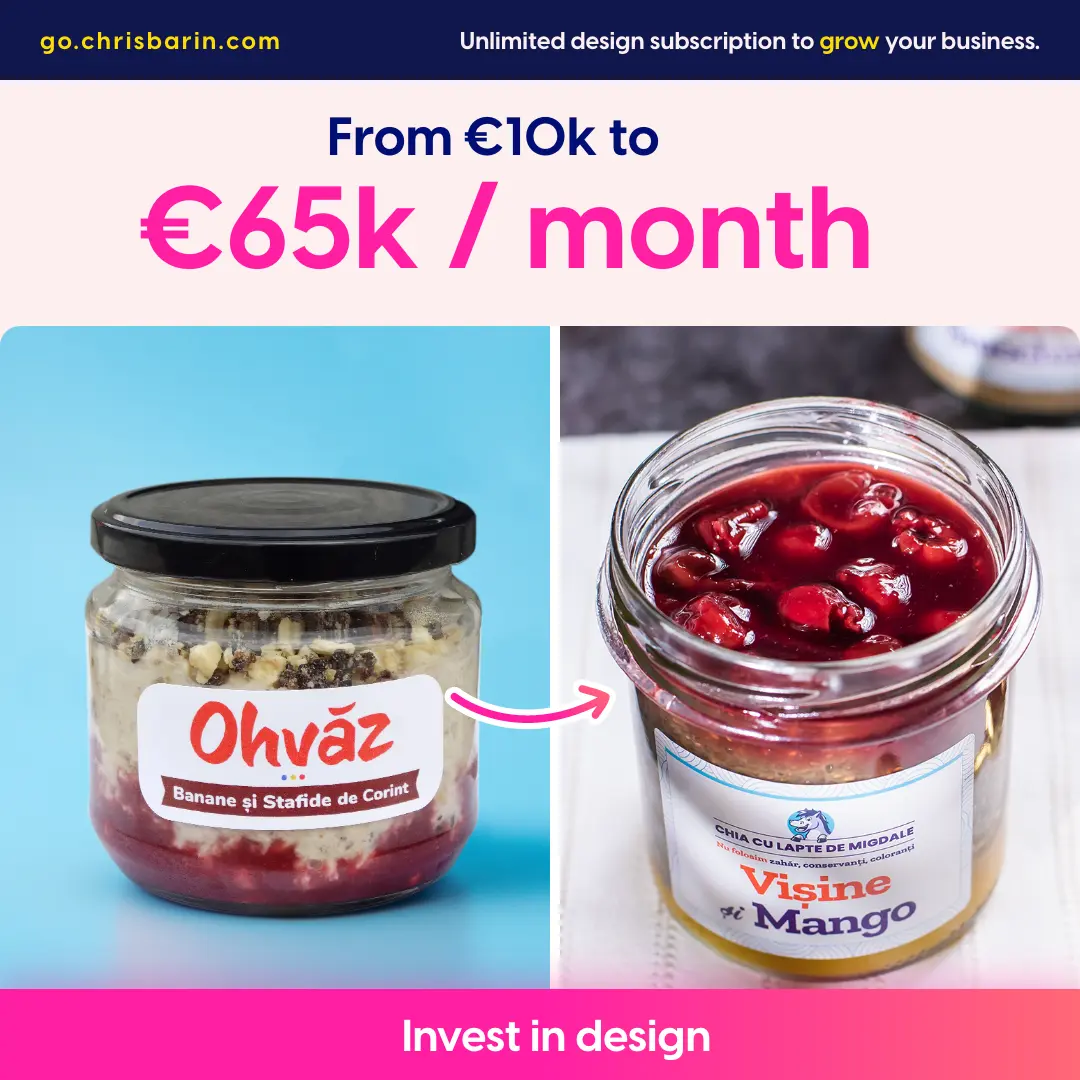 go.chrisbarin.com
Unlimited design subscription to grow your business.
From €10k to
€65k / month
Ohvăz
Banane și Stafide de Corint
CHIA CU LAPTE DE MIGDALE
Nu folosim zahăr, conservanți, coloranți
Vișine
și Mango
Invest in design